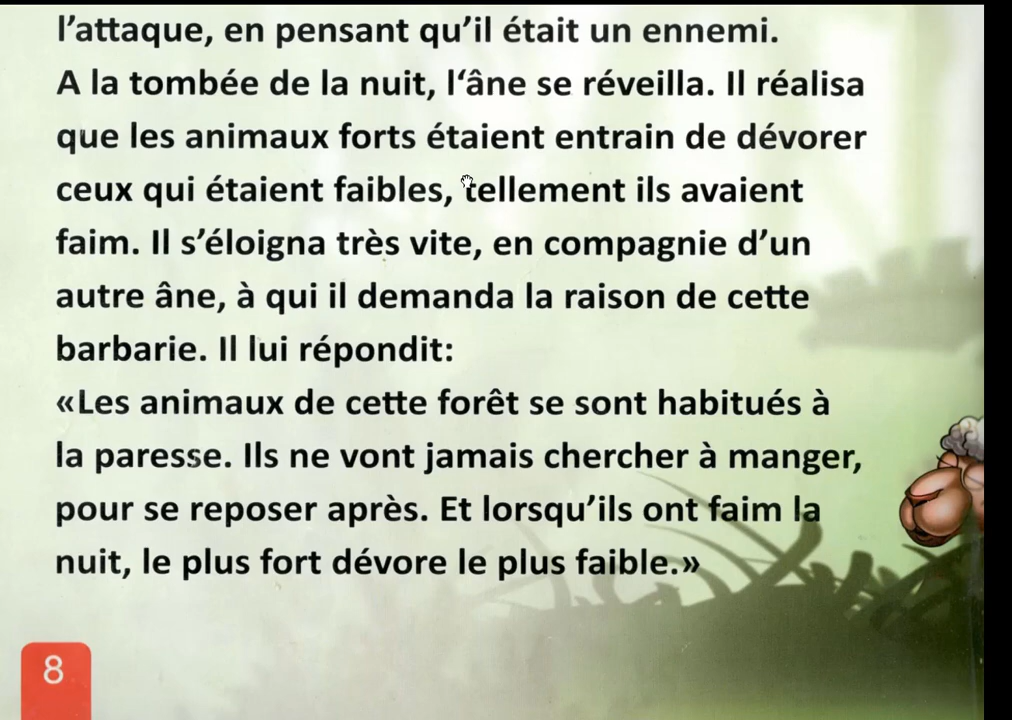 l’attaque, en pensant qu’il était un ennemi.
A la tombée de la nuit, l‘âne se réveilla. Il réalisa
que les animaux forts étaient entrain de dévorer
ceux qui étaient faibles, tellement ils avaient
faim. Il s’éloigna très vite, en compagnie d’un
autre âne, à qui il demanda la raison de cette
barbarie. Il lui répondit:
«Les animaux de cette forêt se sont habitués à
la paresse. Ils ne vont jamais chercher à manger,
pour se reposer après. Et lorsqu’ils ont faim la
nuit, le plus fort dévore le plus faible.»
8